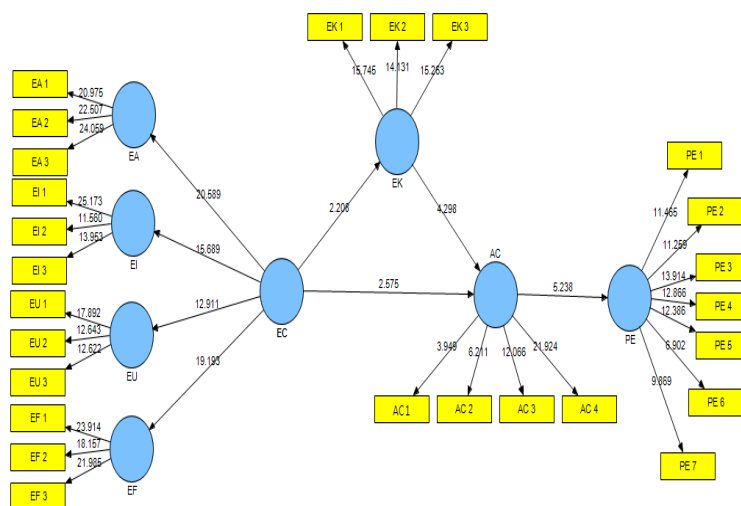 EK 1
EK 2
EK 3
15.745
14.131
15.263
EK
EA 1
EA 2
EA 3
20.975
22.507
24.059
EA
EI 1
EI 2
EI 3
25.173
11.560
13.953
EI
EU 1
EU 2
EU 3
17.892
12.643
12.622
EU
EF 1
EF 2
EF 3
23.914
18.157
21.985
EF
20.589
15.689
12.911
19.193
EC
2.208
2.575
4.298
AC
3.949
6.211
12.066
21.924
AC 1
AC 2
AC 3
AC 4
5.238
PE
11.465
11.259
13.914
12.866
12.386
6.902
9.869
PE 1
PE 2
PE 3
PE 4
PE 5
PE 6
PE 7